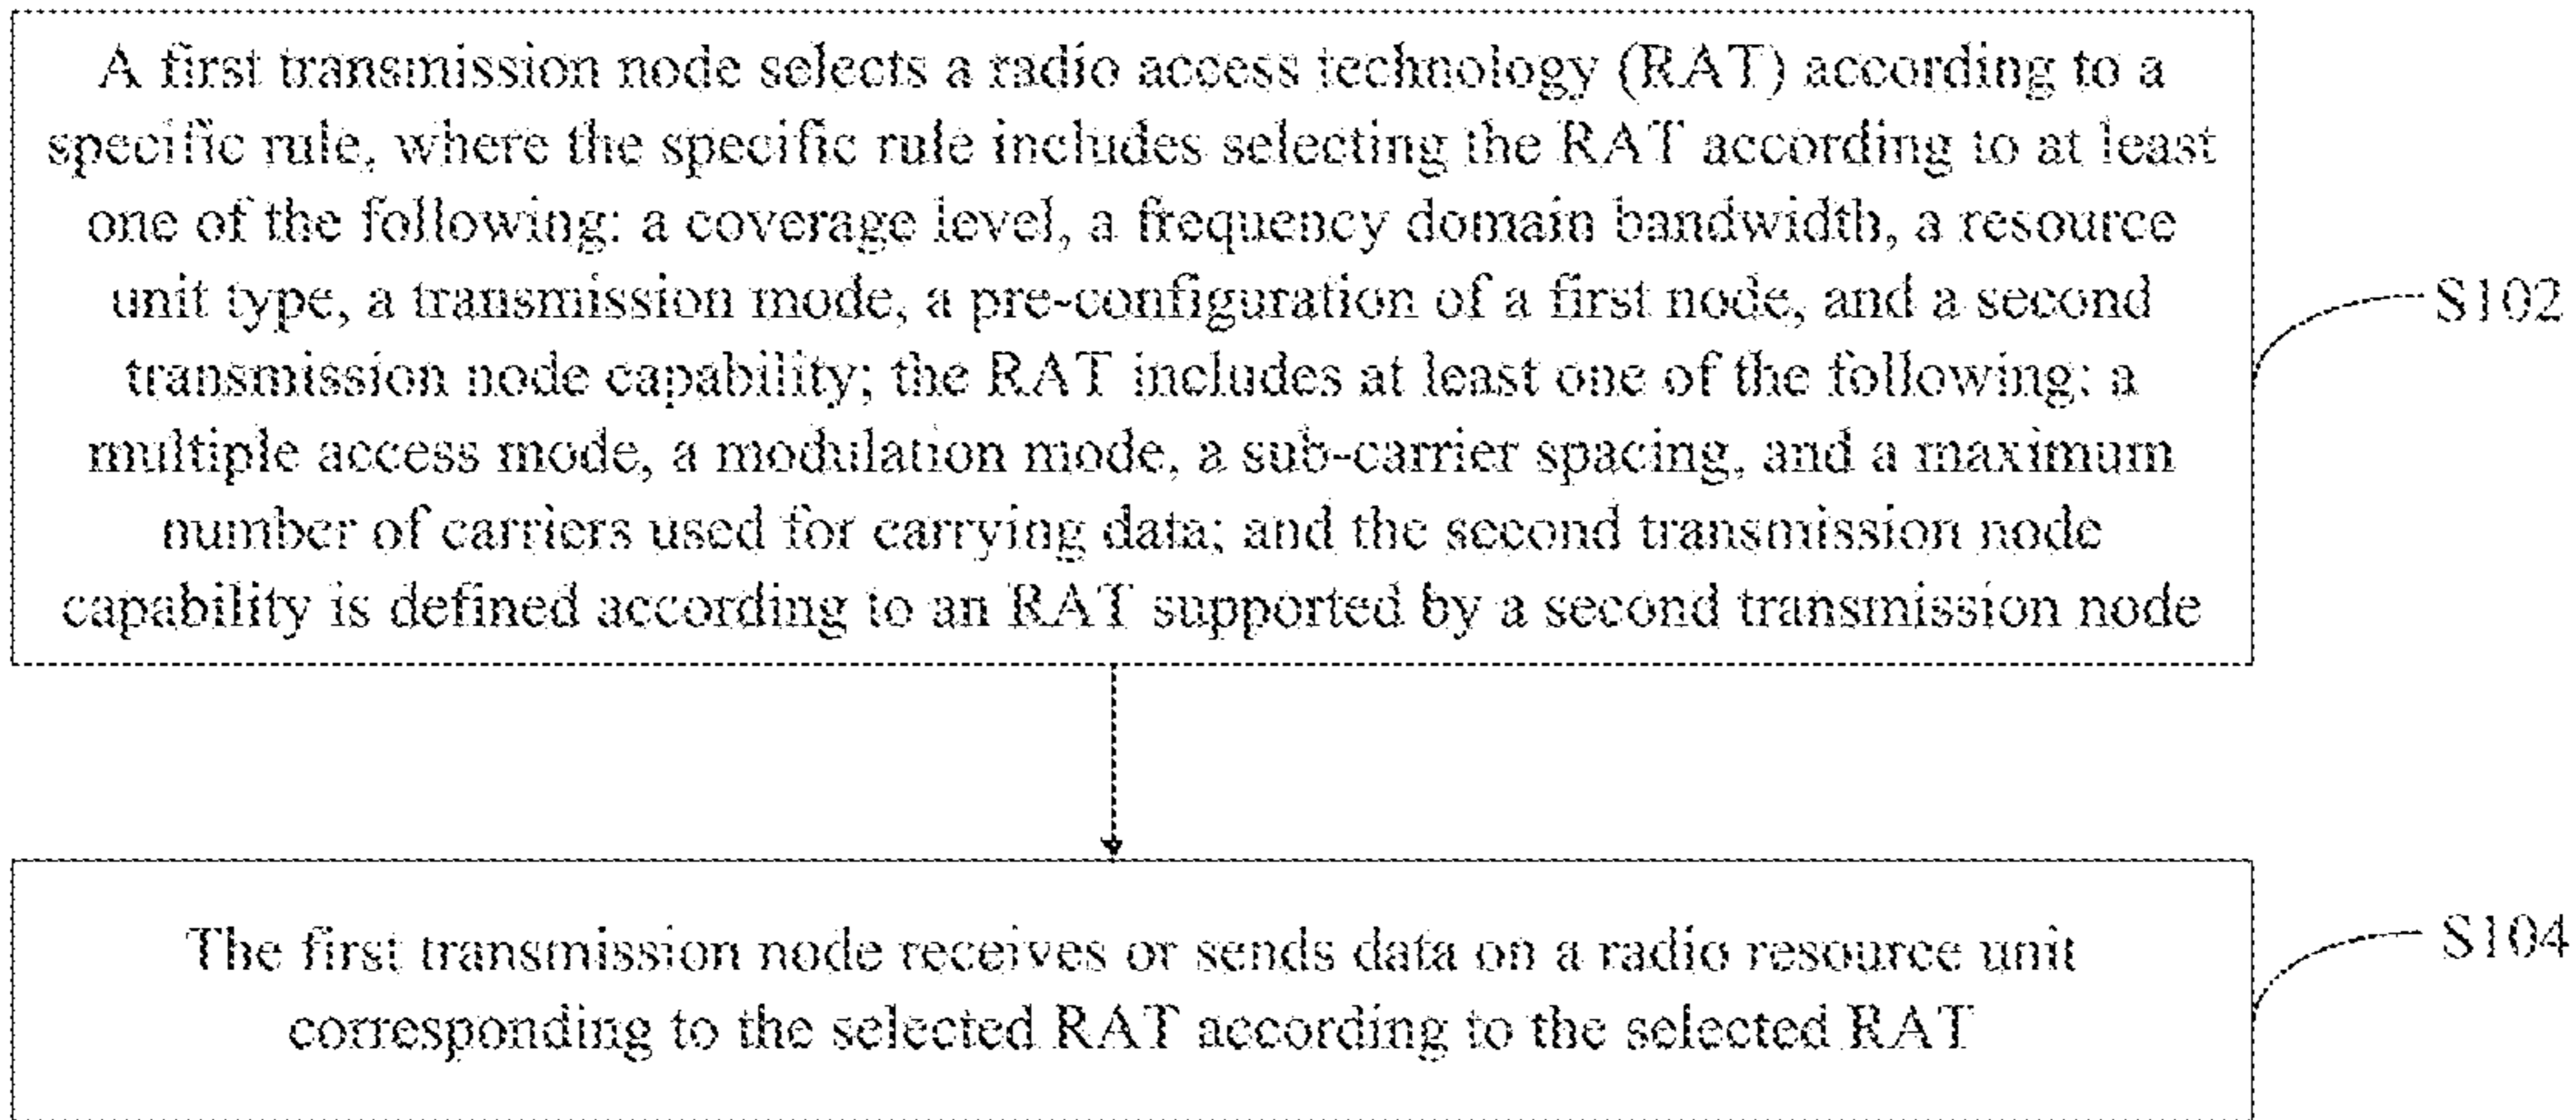 A first transmission node selects a radio access technology (RAT) according to a
specific rule, where the specific rule includes selecting the RAT according to at least
one of the following: a coverage level, a frequency domain bandwidth, a resource
unit type, a transmission mode, a pre-configuration of a first node, and a second
transmission node capability; the RAT includes at least one of the following: a
multiple access mode, a modulation mode, a sub-carrier spacing, and a maximum
number of carriers used for carrying data; and the second transmission node
capability is defined according to an RAT supported by a second transmission node
S102
The first transmission node receives or sends data on a radio resource unit
corresponding to the selected RAT according to the selected RAT
S104